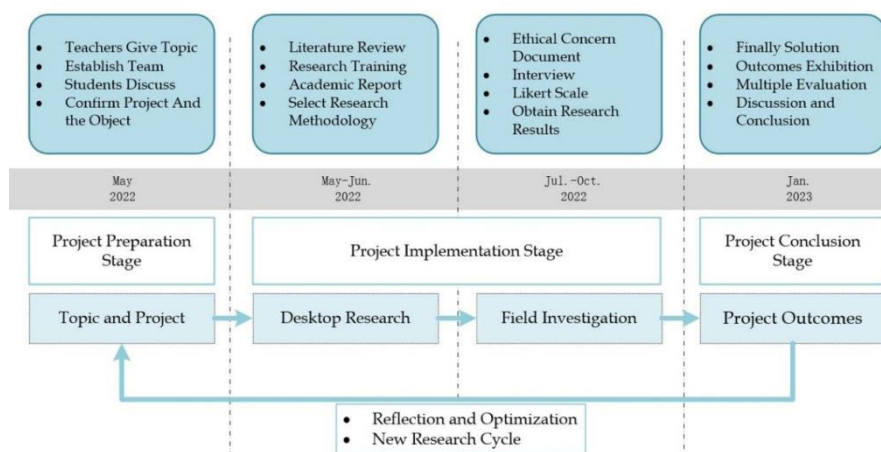 • Teachers Give Topic
• Establish Team
• Students Discuss
• Confirm Project And
the Object
• Literature Review
• Research Training
• Academic Report
• Select Research
Methodology
• Ethical Concern
Document
• Interview
• Likert Scale
• Obtain Research
Results
• Finally Solution
• Outcomes Exhibition
• Multiple Evaluation
• Discussion and
Conclusion
May
2022
May-Jun.
2022
Jul.-Oct.
2022
Jan.
2023
Project Preparation
Stage
Project Implementation Stage
Project Conclusion
Stage
Topic and Project
Desktop Research
Field Investigation
Project Outcomes
• Reflection and Optimization
• New Research Cycle